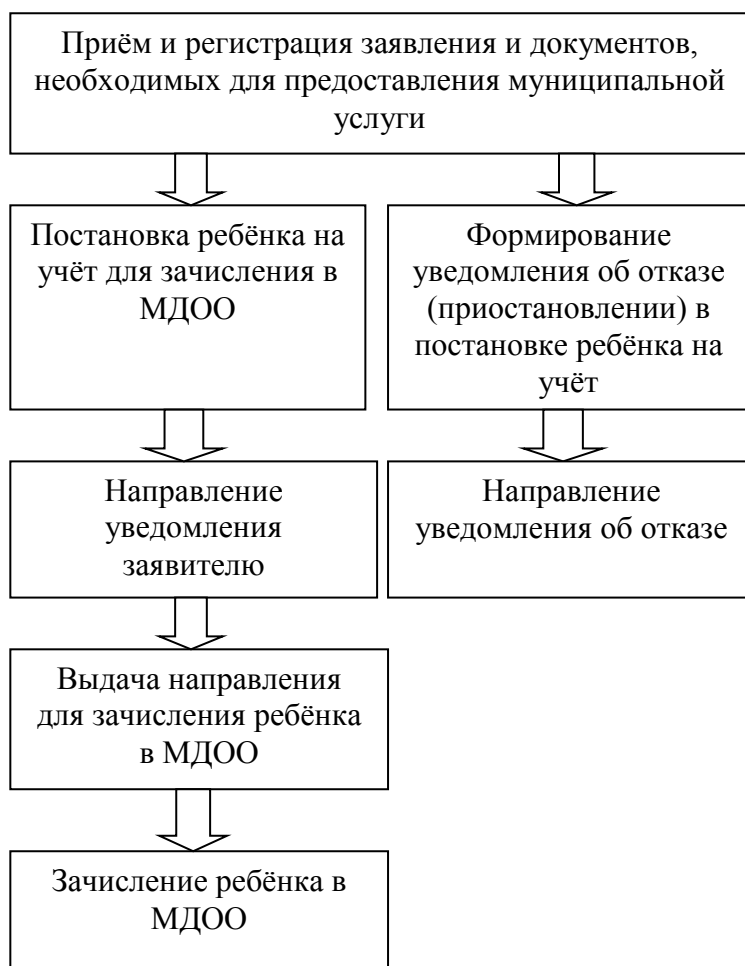 Приём и регистрация заявления и документов,
необходимых для предоставления муниципальной
услуги
Постановка ребёнка на
учёт для зачисления в
МДОО
Формирование
уведомления об отказе
(приостановлении) в
постановке ребёнка на
учёт
Направление
уведомления
заявителю
Направление
уведомления об отказе
Выдача направления
для зачисления ребёнка
в МДОО
Зачисление ребёнка в
МДОО